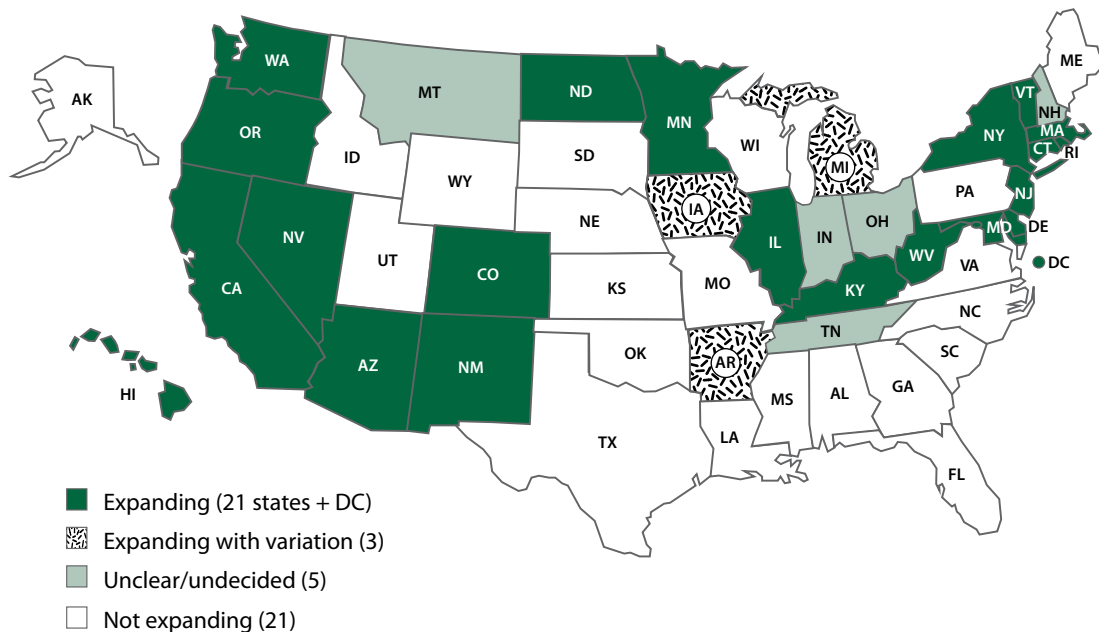 ME
WA
VT
MT
ND
AK
NH
MN
OR
NY
MA
WI
CT
RI
ID
SD
MI
WY
PA
NJ
IA
NE
OH
MD
DE
NV
IL
IN
UT
WV
DC
CO
VA
CA
KY
KS
MO
NC
TN
OK
SC
AZ
NM
AR
HI
MS
AL
GA
TX
LA
FL
Expanding (21 states + DC)
Expanding with variation (3)
Unclear/undecided (5)
Not expanding (21)